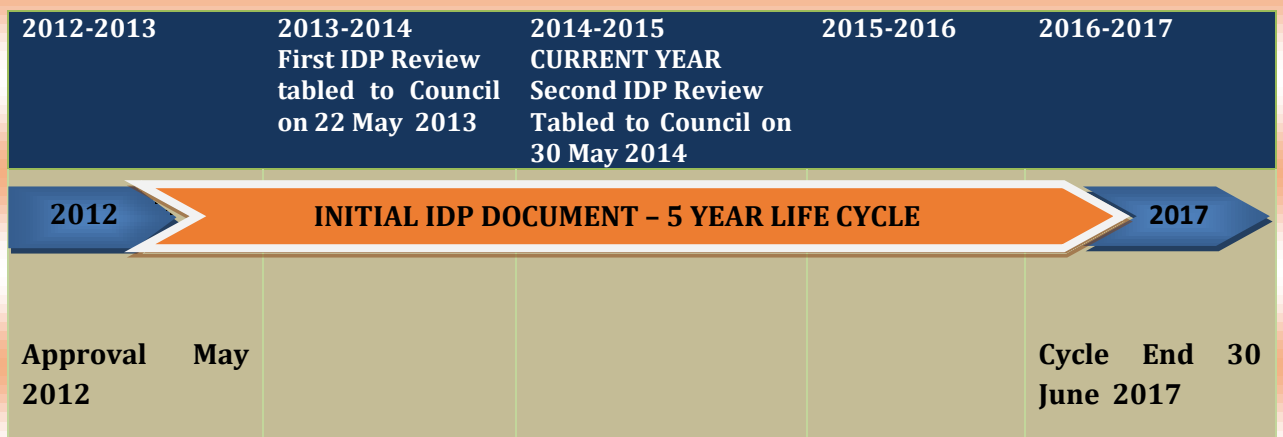 2012-2013
2013-2014
First IDP Review
tabled to Council
on 22 May 2013
2014-2015
CURRENT YEAR
Second IDP Review
Tabled to Council on
30 May 2014
2015-2016
2016-2017
2012
INITIAL IDP DOCUMENT – 5 YEAR LIFE CYCLE
2017
Approval May
2012
Cycle End 30
June 2017